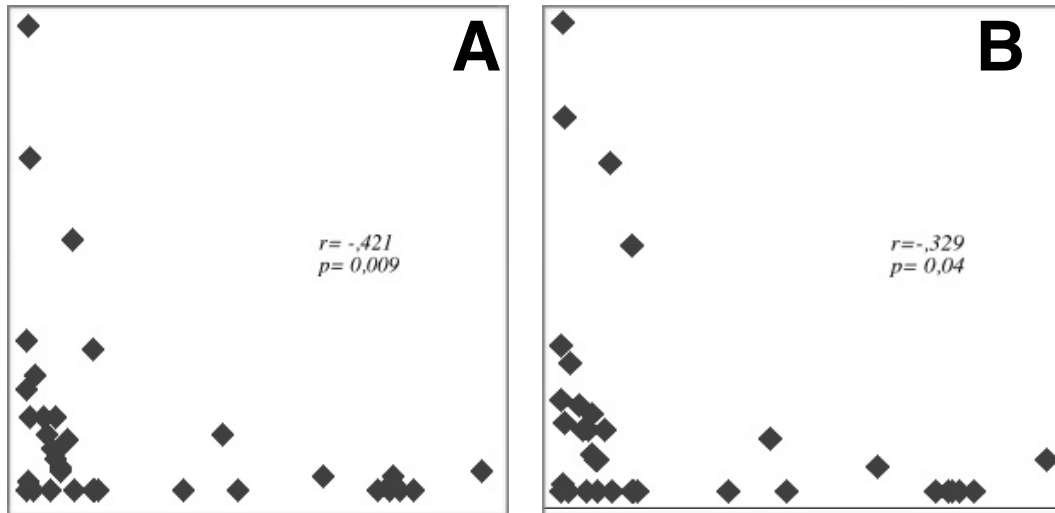 A
r= -,421
p= 0,009
B
r=-,329
p= 0,04